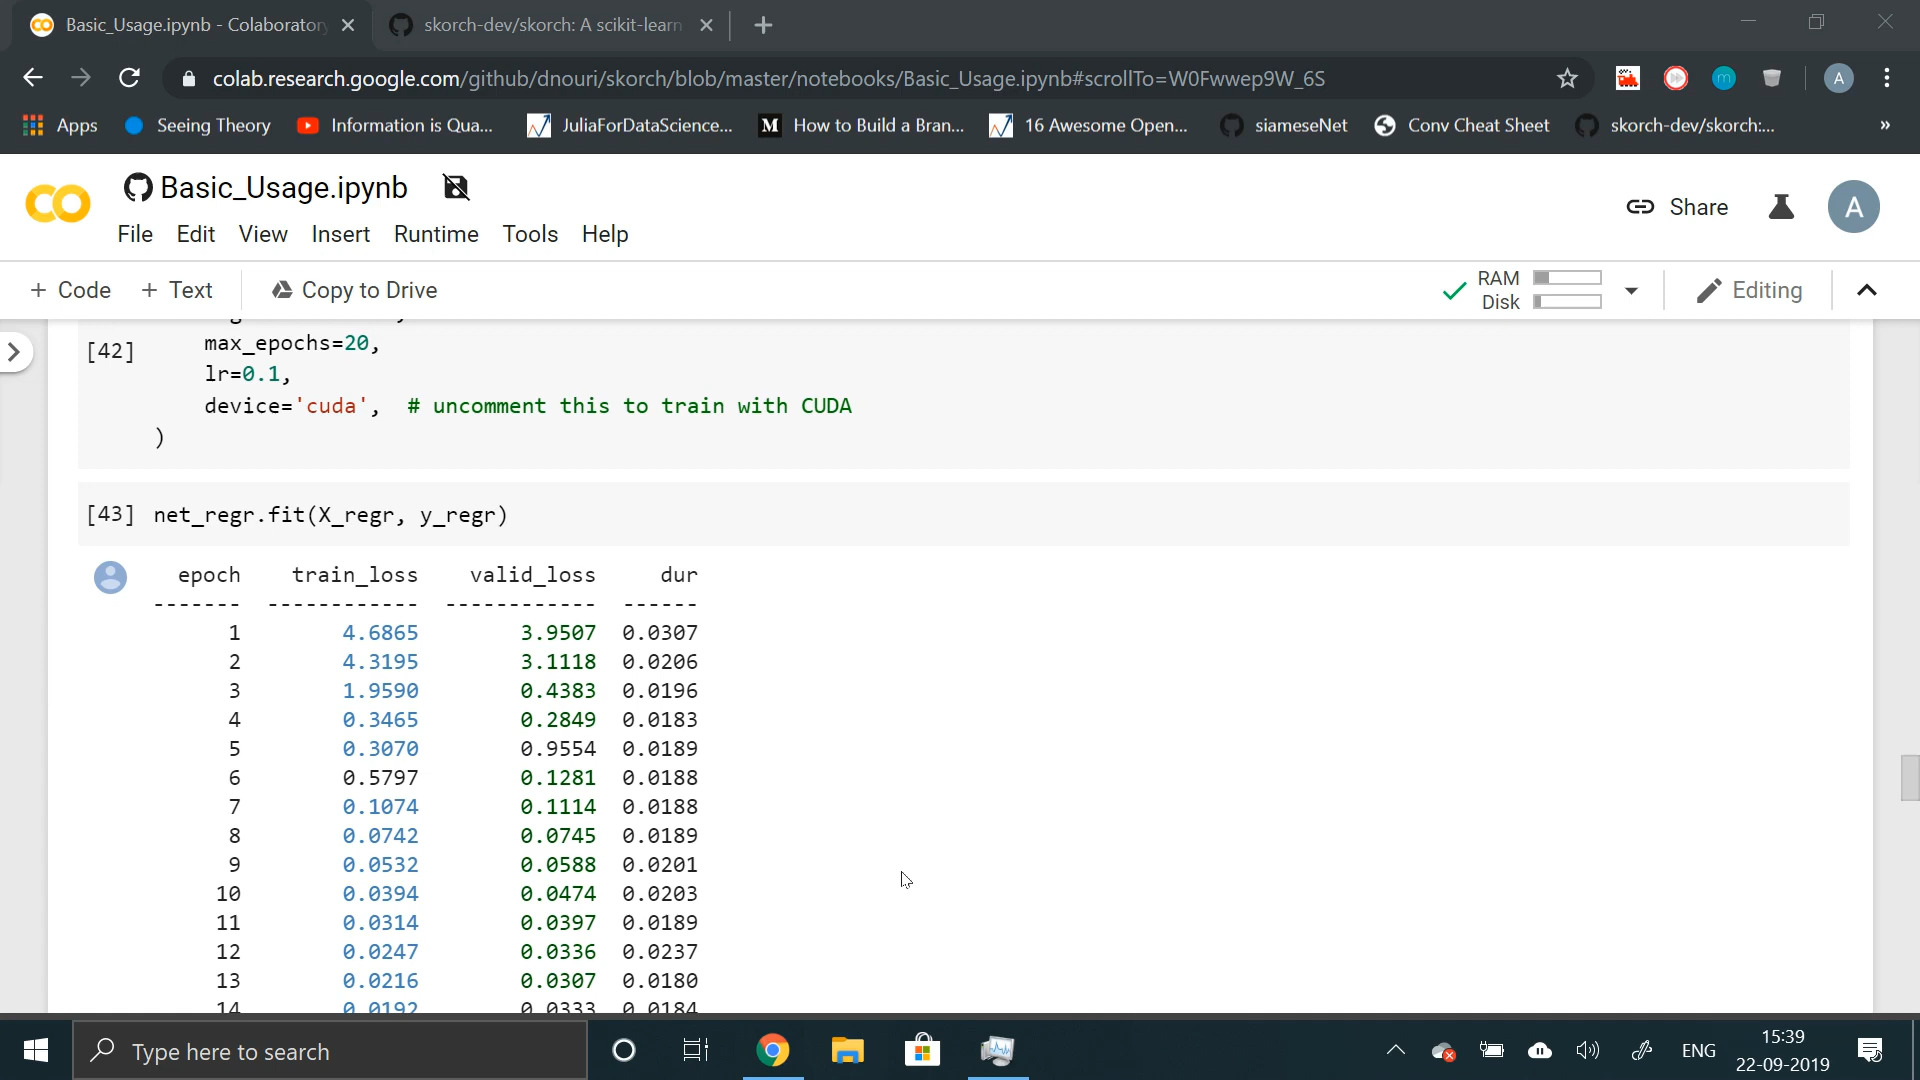 Basic_Usage.ipynb - Colaboratory
skorch-dev/skorch: A scikit-learn
colab.research.google.com/github/dnouri/skorch/blob/master/notebooks/Basic_Usage.ipynb#scrollTo=W0Fwwep9W_6S
m
A
Apps
Seeing Theory
Information is Qua...
JuliaForDataScience...
M
How to Build a Bran...
16 Awesome Open...
siameseNet
Conv Cheat Sheet
skorch-dev/skorch:...
»
CO
Basic_Usage.ipynb
Share
A
File Edit View Insert Runtime Tools Help
+ Code + Text Copy to Drive
RAM
Disk
Editing
[42]
max_epochs=20,
lr=0.1,
device='cuda', # uncomment this to train with CUDA
)
[43] net_regr.fit(X_regr, y_regr)
epoch train_loss valid_loss dur
------- ------------ ------------ ------
1 4.6865 3.9507 0.0307
2 4.3195 3.1118 0.0206
3 1.9590 0.4383 0.0196
4 0.3465 0.2849 0.0183
5 0.3070 0.9554 0.0189
6 0.5797 0.1281 0.0188
7 0.1074 0.1114 0.0188
8 0.0742 0.0745 0.0189
9 0.0532 0.0588 0.0201
10 0.0394 0.0474 0.0203
11 0.0314 0.0397 0.0189
12 0.0247 0.0336 0.0237
13 0.0216 0.0307 0.0180
14 0.0192 0.0333 0.0184
Type here to search
ENG
15:39
22-09-2019